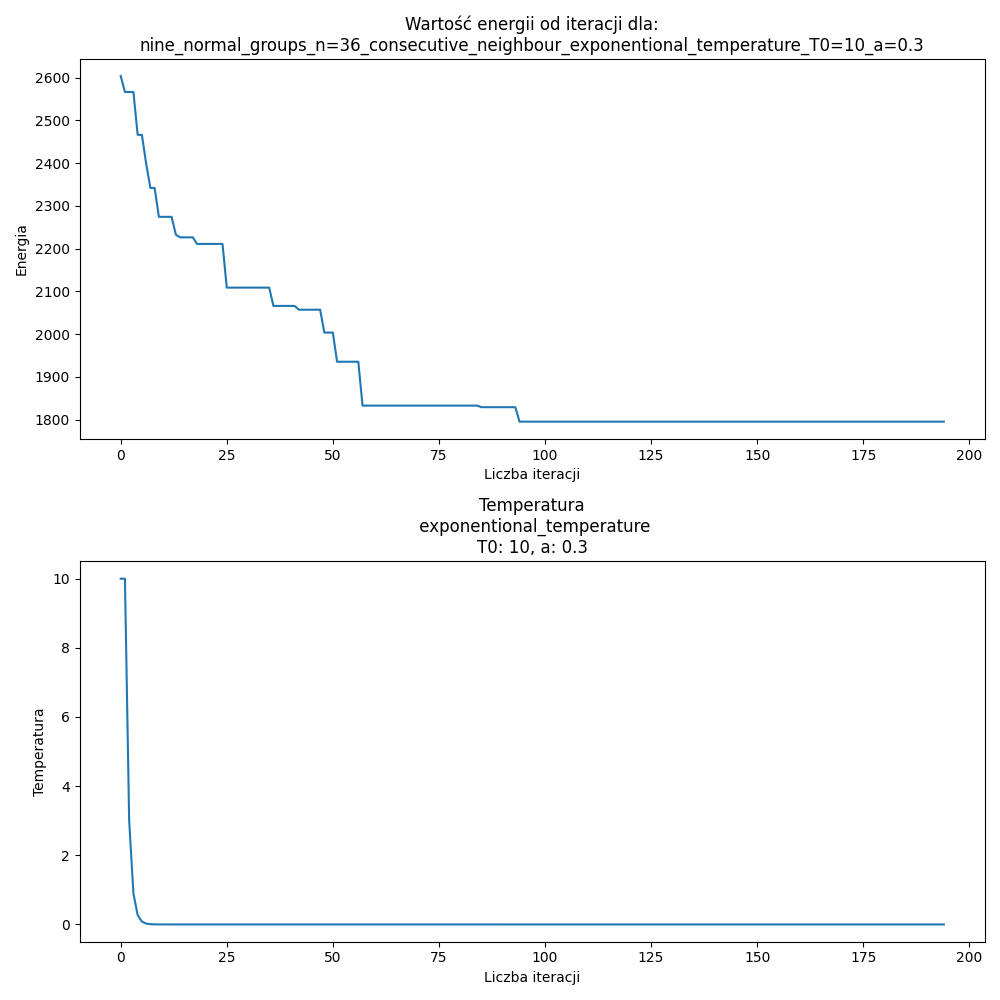 Wartość energii od iteracji dla:
nine_normal_groups_n=36_consecutive_neighbour_exponentional_temperature_T0=10_a=0.3
2600
2500
2400
2300
2200
2100
2000
1900
1800
Energia
0 25 50 75 100 125 150 175 200
Liczba iteracji
Temperatura
exponentional_temperature
T0: 10, a: 0.3
10
8
6
4
2
0
Temperatura
0 25 50 75 100 125 150 175 200
Liczba iteracji